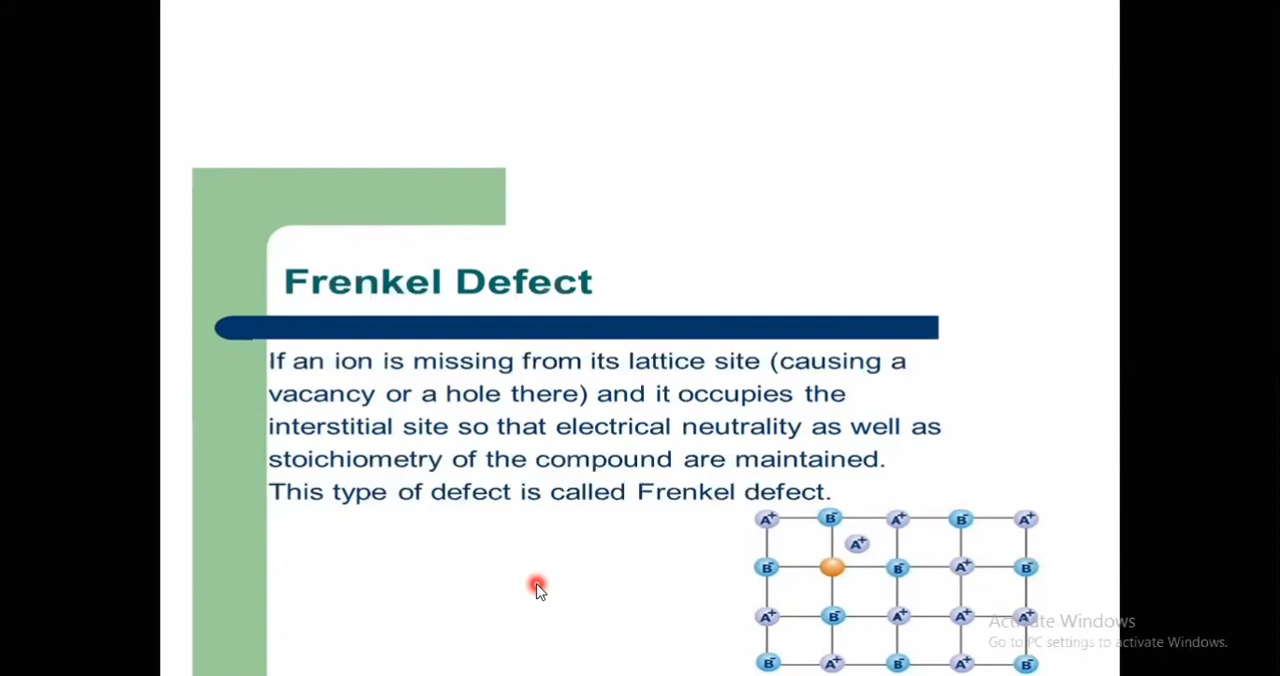 Frenkel Defect
If an ion is missing from its lattice site (causing a
vacancy or a hole there) and it occupies the
interstitial site so that electrical neutrality as well as
stoichiometry of the compound are maintained.
This type of defect is called Frenkel defect.
A+ B- A+ B- A+
A+
B- B- A+ B-
A+ B- A+ A+ A+
B- A+ B- A+ B-
Activate Windows
Go to PC settings to activate Windows.